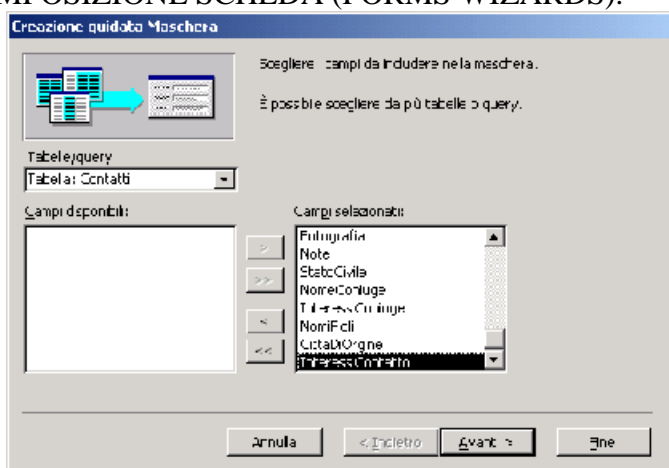 MPOSIZIONE SCHEDA (FORMS WIZARDS).
Creazione guidata Maschera
Scegliere i campi da includere nella maschera.
È possibile scegliere da più tabelle o query.
Tabelle/query
Tabella: Contatti
Campi disponibili:
Campi selezionati:
>
>>
<
<<
Fotografia
Note
StatoCivile
NomeConiuge
InteressiConiuge
NomiFigli
CittaDiOrigine
InteressiContatto
Annulla
< Indietro
Avanti >
Fine